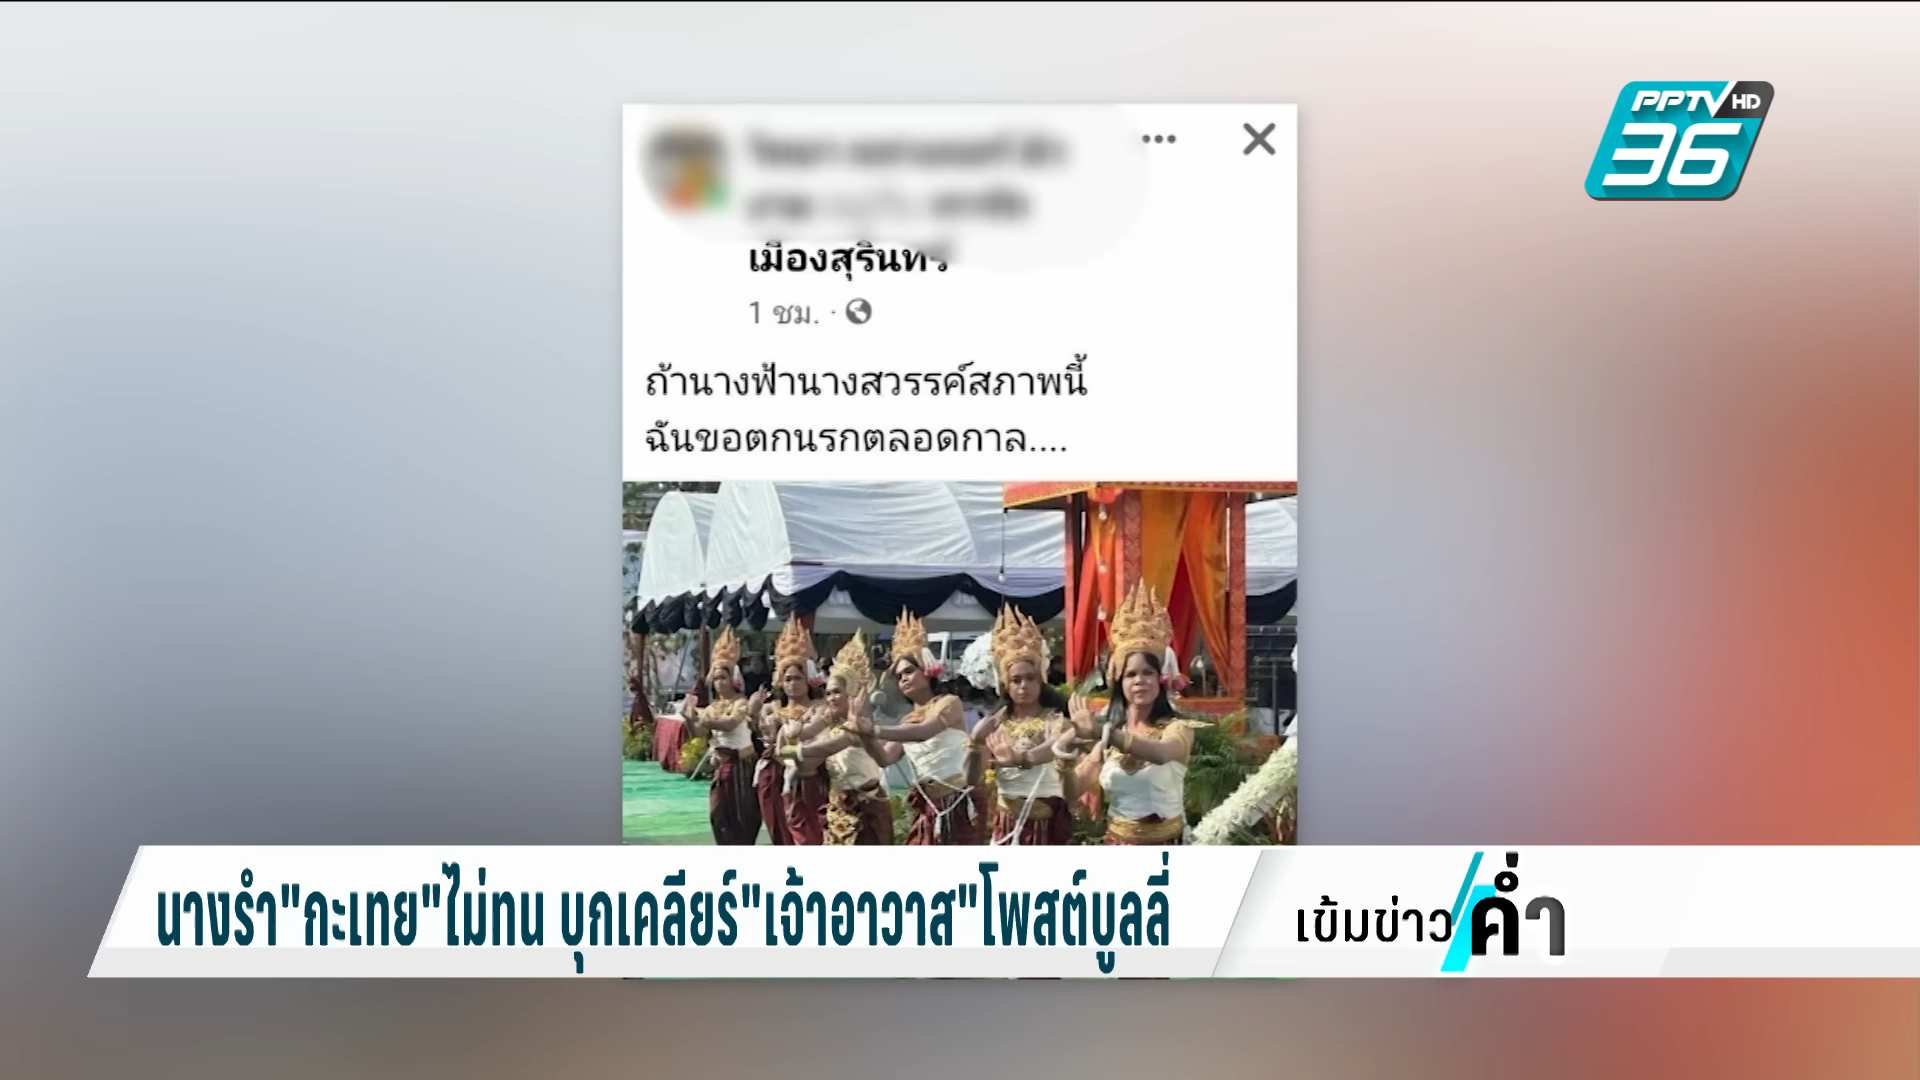 PPTV HD
36
เมืองสุรินทร์
1 ชม.
ถ้านางฟ้านางสวรรค์สภาพนี้
ฉันขอตกนรกตลอดกาล....
นางรำ"กะเทย"ไม่ทน บุกเคลียร์"เจ้าอาวาส"โพสต์บูลลี่
เข้มข่าวค่ำ